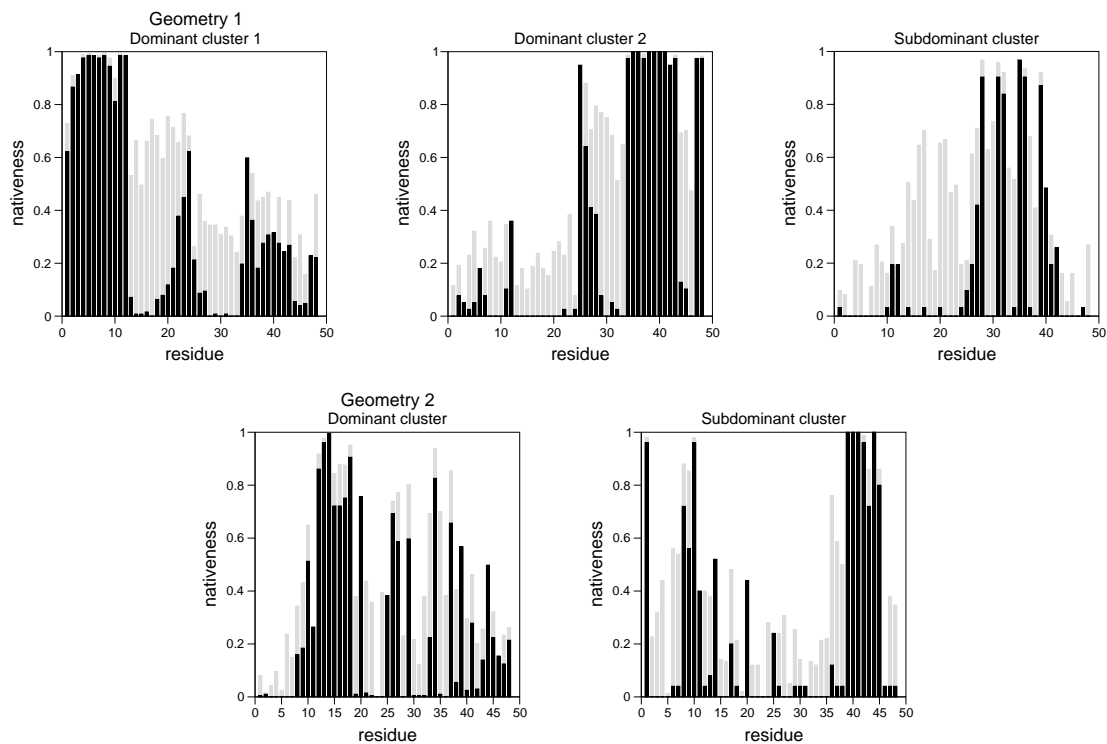 Geometry 1
Dominant cluster 1
Dominant cluster 2
Subdominant cluster
1
0.8
0.6
0.4
0.2
0
nativeness
0 10 20 30 40 50
residue
1
0.8
0.6
0.4
0.2
0
nativeness
0 10 20 30 40 50
residue
1
0.8
0.6
0.4
0.2
0
nativeness
0 10 20 30 40 50
residue
Geometry 2
Dominant cluster
Subdominant cluster
1
0.8
0.6
0.4
0.2
0
nativeness
0 5 10 15 20 25 30 35 40 45 50
residue
1
0.8
0.6
0.4
0.2
0
nativeness
0 5 10 15 20 25 30 35 40 45 50
residue